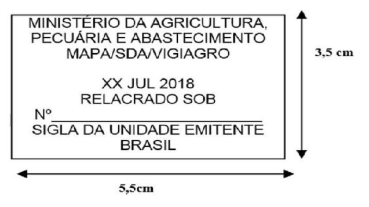 MINISTÉRIO DA AGRICULTURA,
PECUÁRIA E ABASTECIMENTO
MAPA/SDA/VIGIAGRO
XX JUL 2018
RELACRADO SOB
Nº_________________________
SIGLA DA UNIDADE EMITENTE
BRASIL
3,5 cm
5,5cm